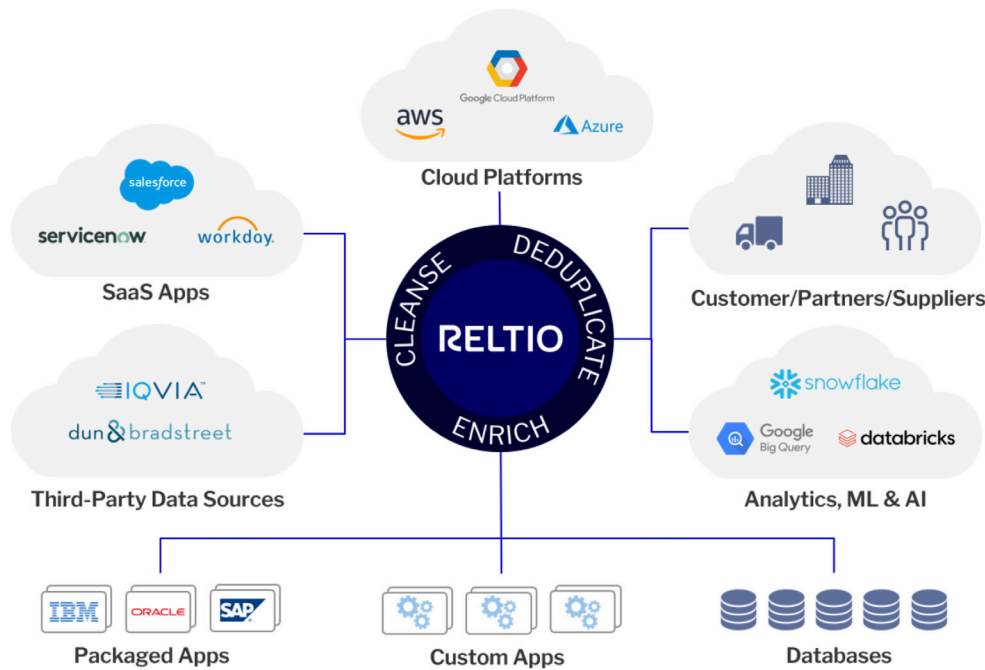 Google Cloud Platform
aws
Azure
Cloud Platforms
salesforce
servicenow
workday.
SaaS Apps
Customer/Partners/Suppliers
CLEANSE
DEDUPLICATE
ENRICH
RELTIO
IQVIA™
dun & bradstreet
Third-Party Data Sources
snowflake
Google
Big Query
databricks
Analytics, ML & AI
IBM
ORACLE
SAP
Packaged Apps
Custom Apps
Databases